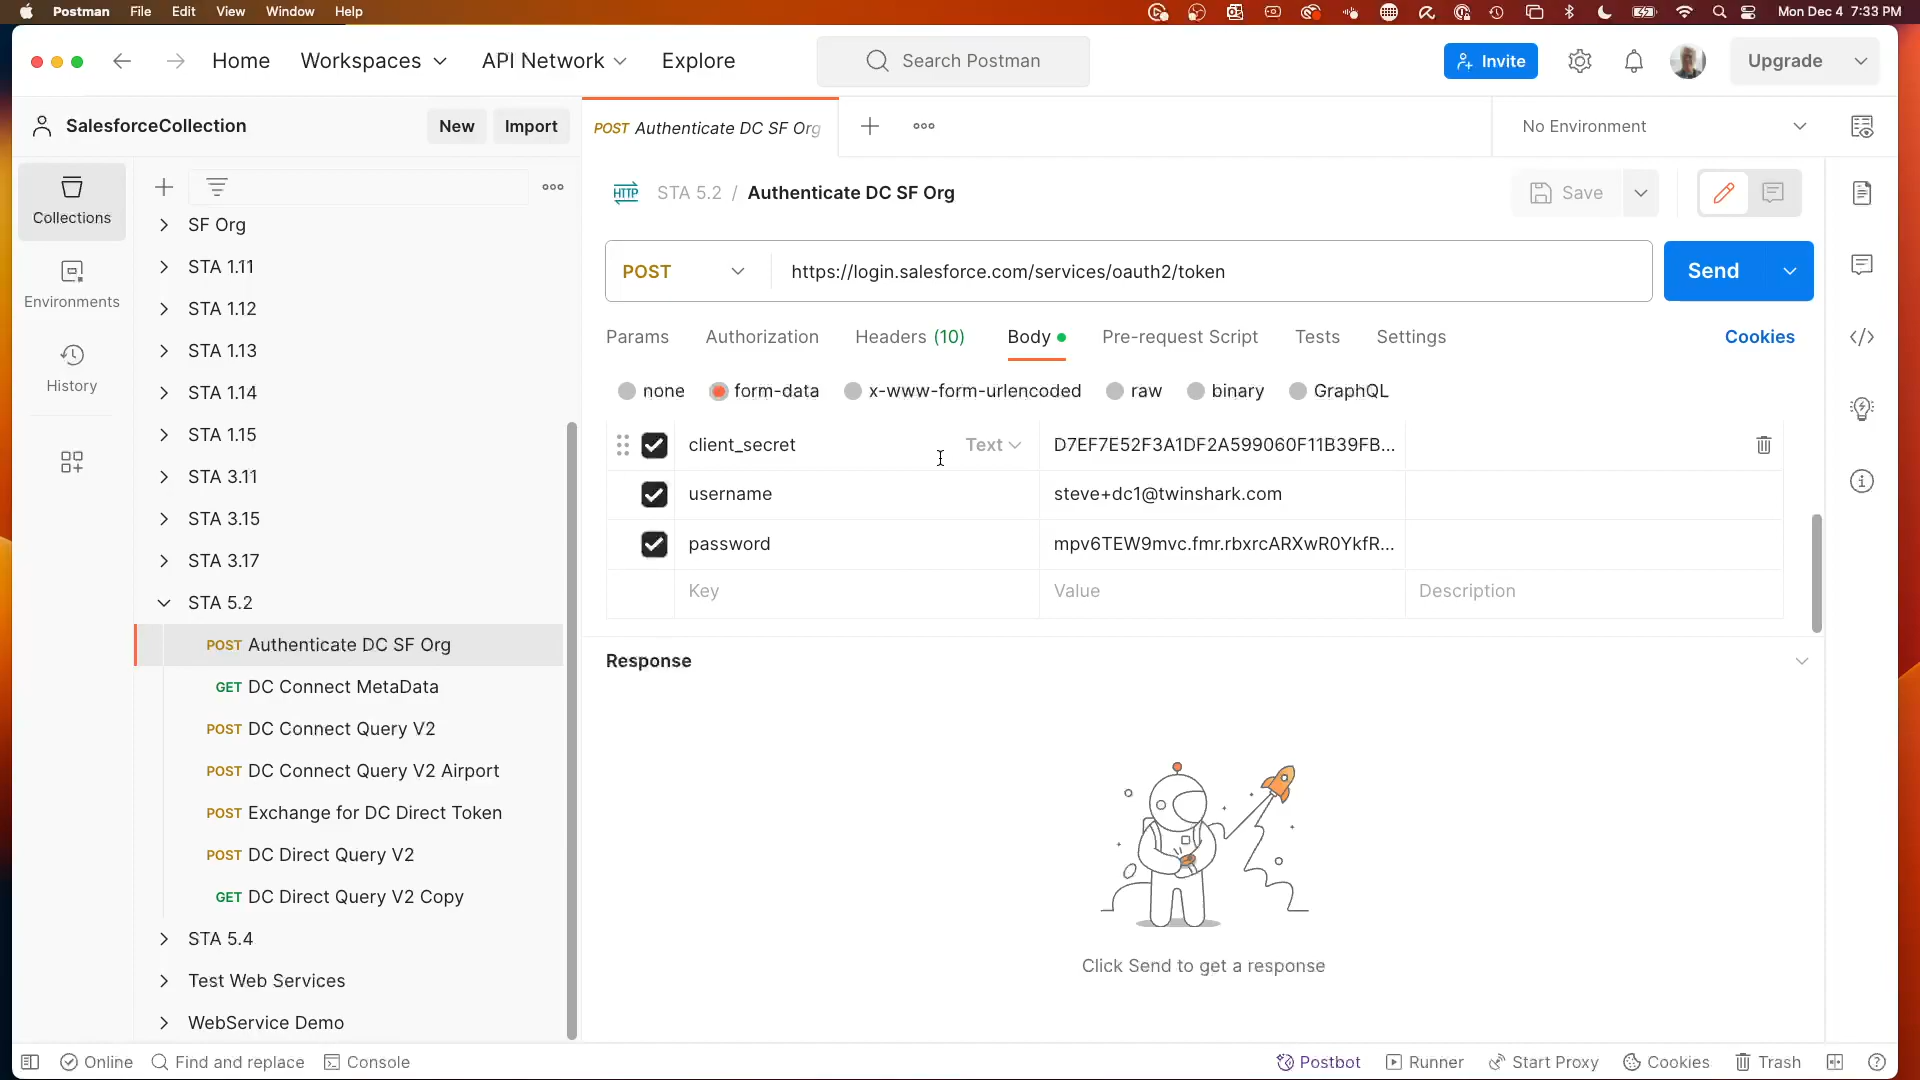 Postman File Edit View Window Help Mon Dec 4 7:33 PM
Home Workspaces API Network Explore Search Postman Invite Upgrade
SalesforceCollection New Import POST Authenticate DC SF Org No Environment
Collections
Environments
History
SF Org
STA 1.11
STA 1.12
STA 1.13
STA 1.14
STA 1.15
STA 3.11
STA 3.15
STA 3.17
STA 5.2
POST Authenticate DC SF Org
GET DC Connect MetaData
POST DC Connect Query V2
POST DC Connect Query V2 Airport
POST Exchange for DC Direct Token
POST DC Direct Query V2
GET DC Direct Query V2 Copy
STA 5.4
Test Web Services
WebService Demo
HTTP STA 5.2 / Authenticate DC SF Org Save
POST https://login.salesforce.com/services/oauth2/token Send
Params Authorization Headers (10) Body Pre-request Script Tests Settings Cookies
none form-data x-www-form-urlencoded raw binary GraphQL
client_secret Text D7EF7E52F3A1DF2A599060F11B39FB...
username steve+dc1@twinshark.com
password mpv6TEW9mvc.fmr.rbxrcARXwR0YkfR...
Key Value Description
Response
Click Send to get a response
Online Find and replace Console Postbot Runner Start Proxy Cookies Trash